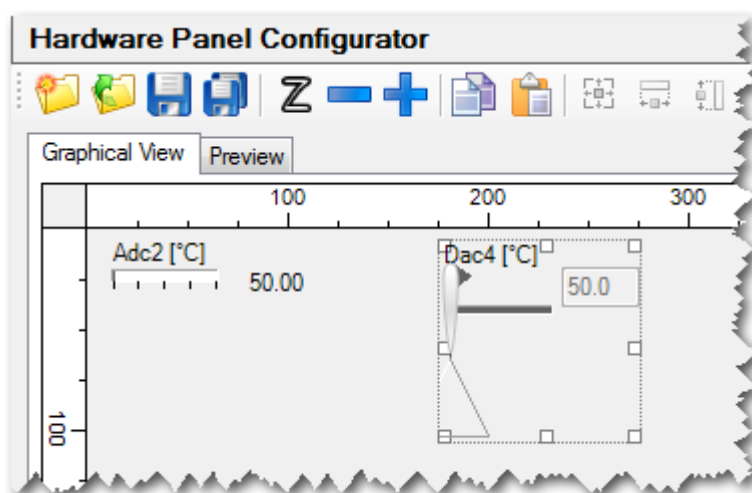 Hardware Panel Configurator
Z
Graphical View Preview
100 200 300
Adc2 [°C] Dac4 [°C]
50.00 50.0
100